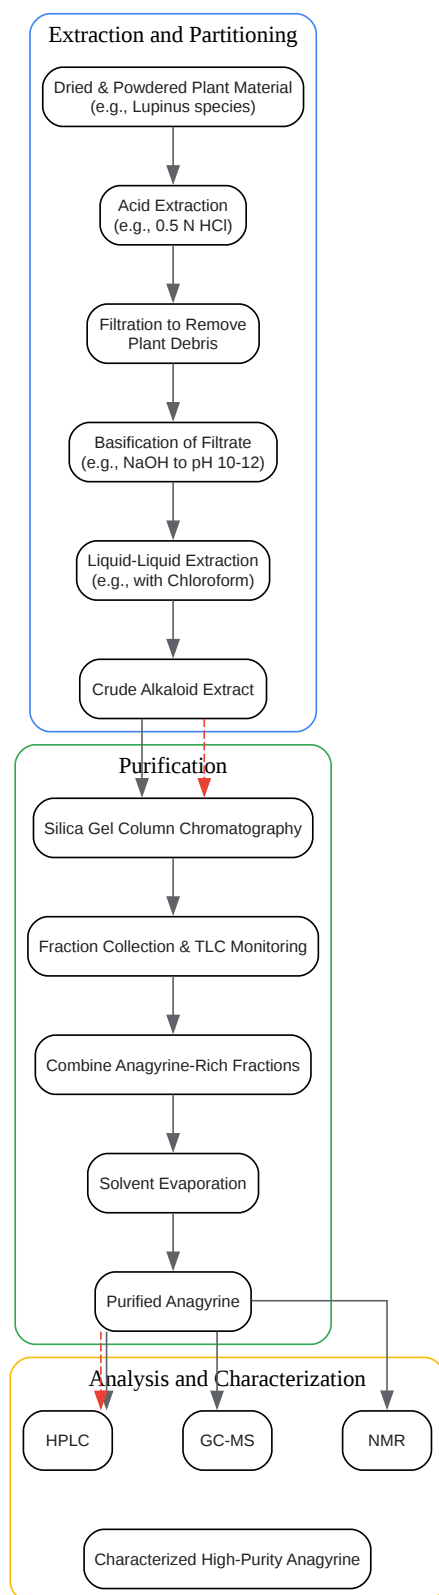 Extraction and Partitioning
Dried & Powdered Plant Material
(e.g., Lupinus species)
Acid Extraction
(e.g., 0.5 N HCl)
Filtration to Remove
Plant Debris
Basification of Filtrate
(e.g., NaOH to pH 10-12)
Liquid-Liquid Extraction
(e.g., with Chloroform)
Crude Alkaloid Extract
Purification
Silica Gel Column Chromatography
Fraction Collection & TLC Monitoring
Combine Anagyrine-Rich Fractions
Solvent Evaporation
Purified Anagyrine
Analysis and Characterization
HPLC
GC-MS
NMR
Characterized High-Purity Anagyrine